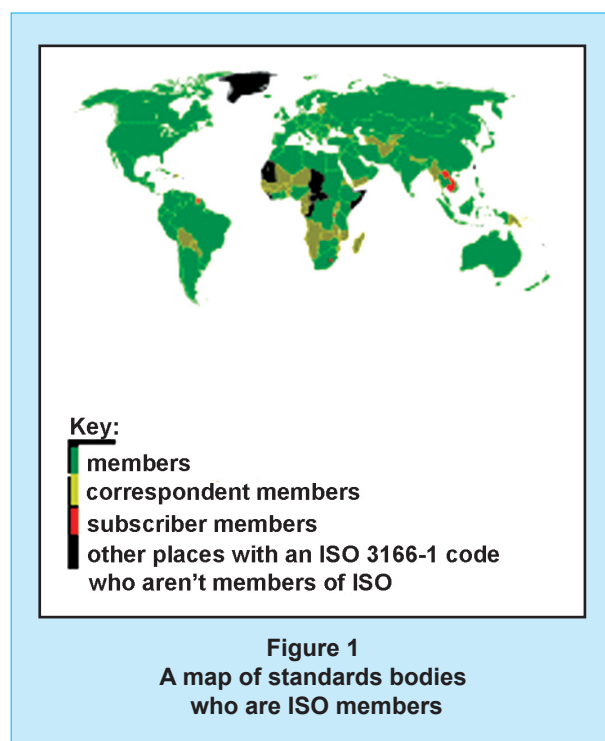 Key:
members
correspondent members
subscriber members
other places with an ISO 3166-1 code
who aren't members of ISO
Figure 1
A map of standards bodies
who are ISO members